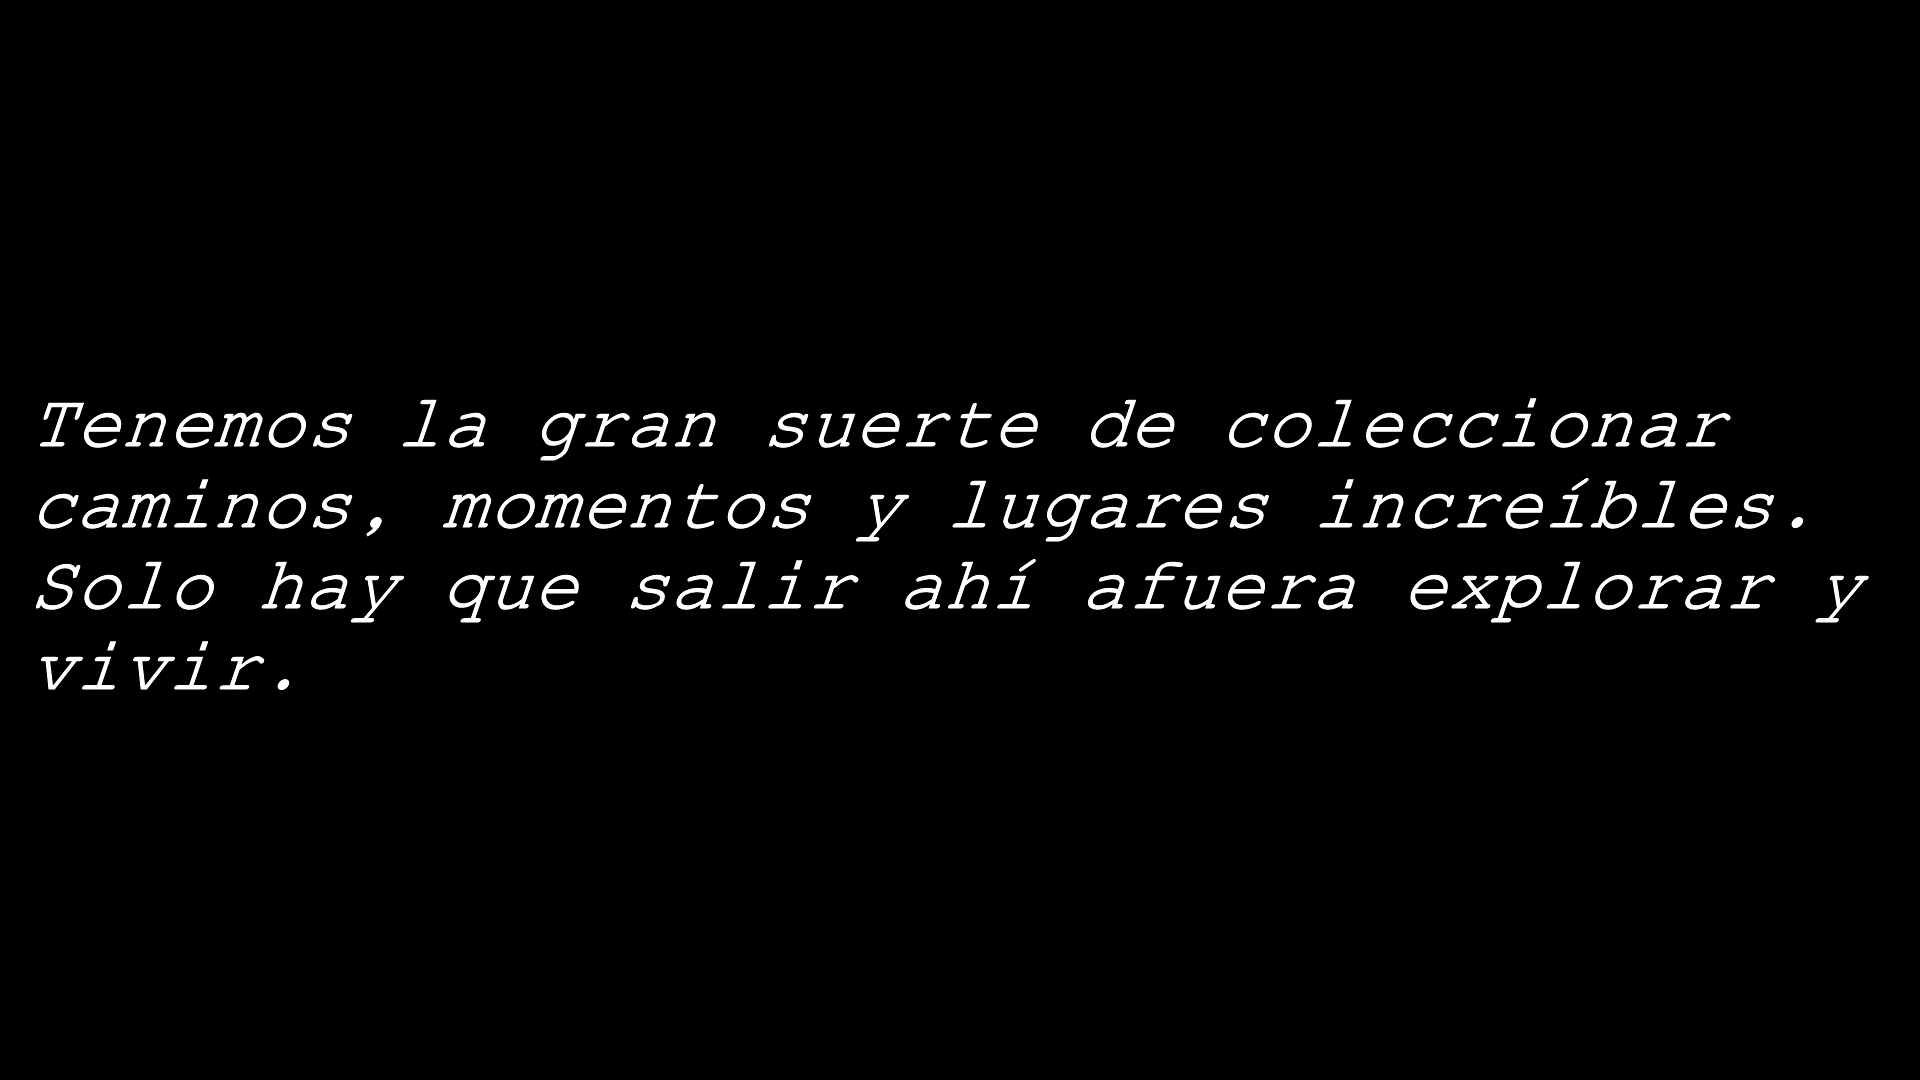 Tenemos la gran suerte de coleccionar
caminos, momentos y lugares increíbles.
Solo hay que salir ahí afuera explorar y
vivir.